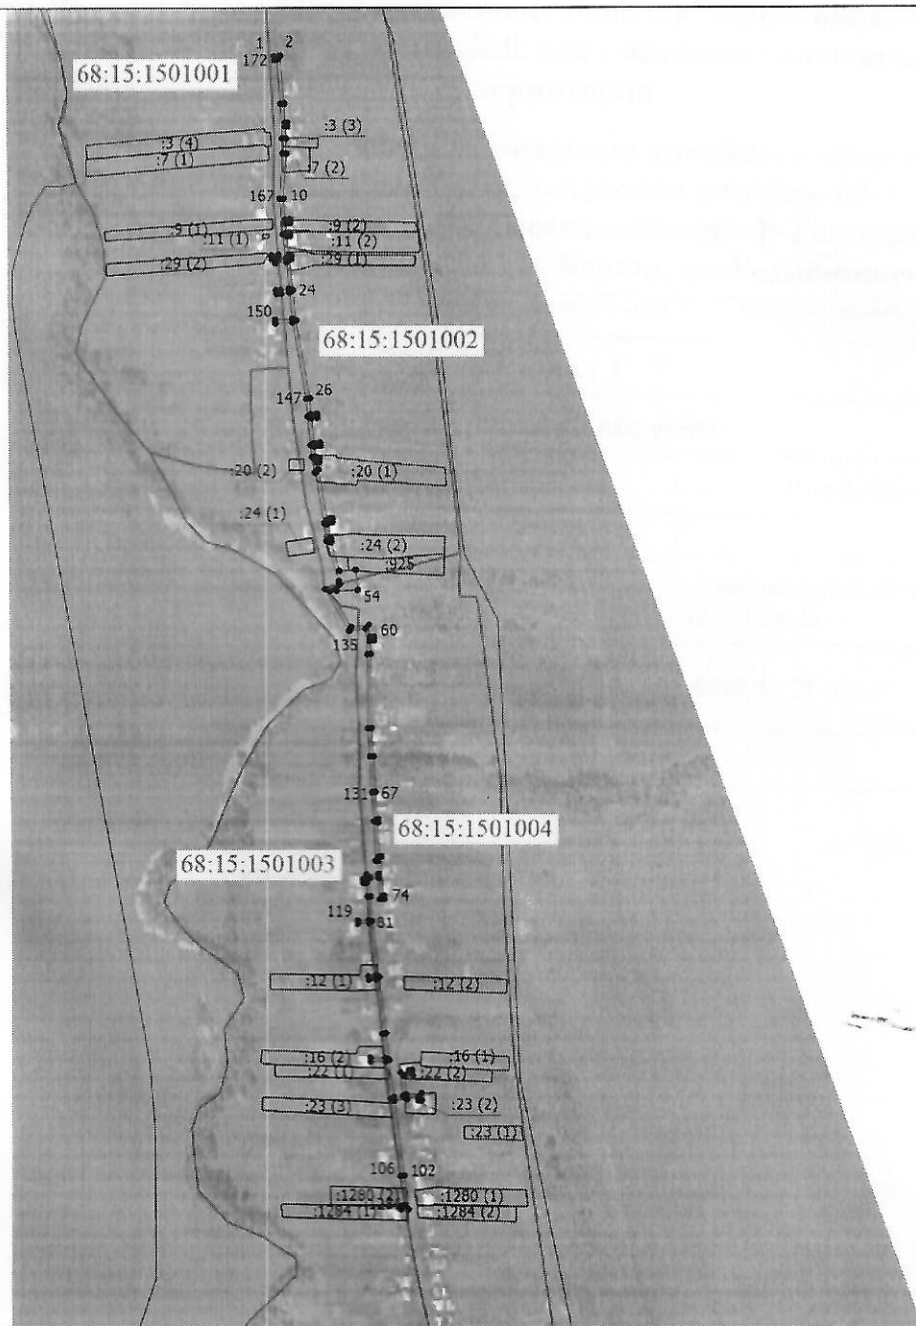 1 2
172
68:15:1501001
:3 (3)
:3 (4)
:7 (1)
:7 (2)
167 10
:9 (1) :9 (2)
:11 (1) :11 (2)
:29 (2) :29 (1)
24
150
68:15:1501002
147 26
:20 (2) :20 (1)
:24 (1)
:24 (2)
:925
54
60
135
131 67
68:15:1501004
68:15:1501003
74
119 81
:12 (1) :12 (2)
:16 (2) :16 (1)
:22 (1) :22 (2)
:23 (3) :23 (2)
:23 (1)
106 102
:1280 (2) :1280 (1)
:1284 (1) :1284 (2)